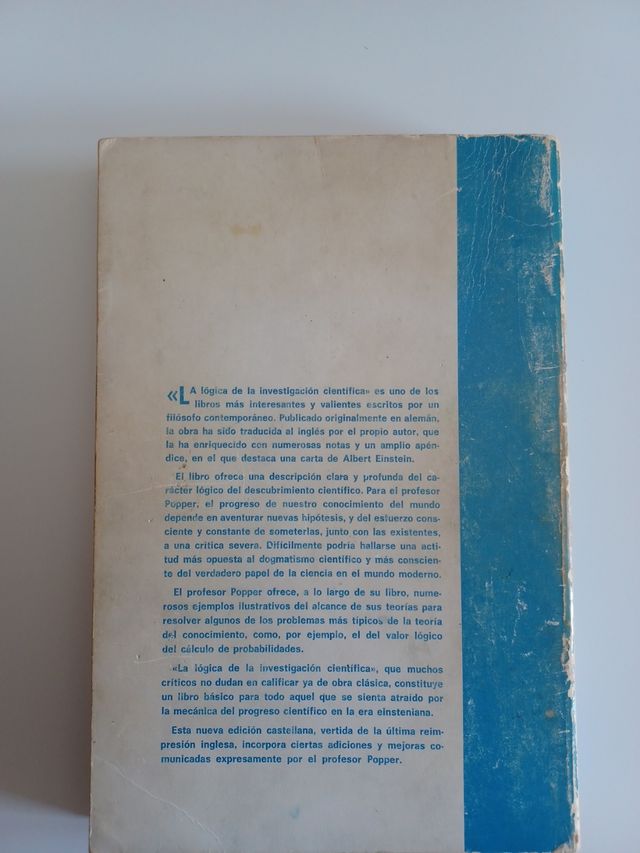 «LA lógica de la investigación científica» es uno de los
libros más interesantes y valientes escritos por un
filósofo contemporáneo. Publicado originalmente en alemán,
la obra ha sido traducida al inglés por el propio autor, que
la ha enriquecido con numerosas notas y un amplio apén-
dice, en el que destaca una carta de Albert Einstein.
El libro ofrece una descripción clara y profunda del ca-
rácter lógico del descubrimiento científico. Para el profesor
Popper, el progreso de nuestro conocimiento del mundo
depende en aventurar nuevas hipótesis, y del esfuerzo cons-
ciente y constante de someterlas, junto con las existentes,
a una crítica severa. Difícilmente podría hallarse una acti-
tud más opuesta al dogmatismo científico y más conscien-
te del verdadero papel de la ciencia en el mundo moderno.
El profesor Popper ofrece, a lo largo de su libro, nume-
rosos ejemplos ilustrativos del alcance de sus teorías para
resolver algunos de los problemas más típicos de la teoría
del conocimiento, como, por ejemplo, el del valor lógico
del cálculo de probabilidades.
«La lógica de la investigación científica», que muchos
críticos no dudan en calificar ya de obra clásica, constituye
un libro básico para todo aquel que se sienta atraído por
la mecánica del progreso científico en la era einsteniana.
Esta nueva edición castellana, vertida de la última reim-
presión inglesa, incorpora ciertas adiciones y mejoras co-
municadas expresamente por el profesor Popper.